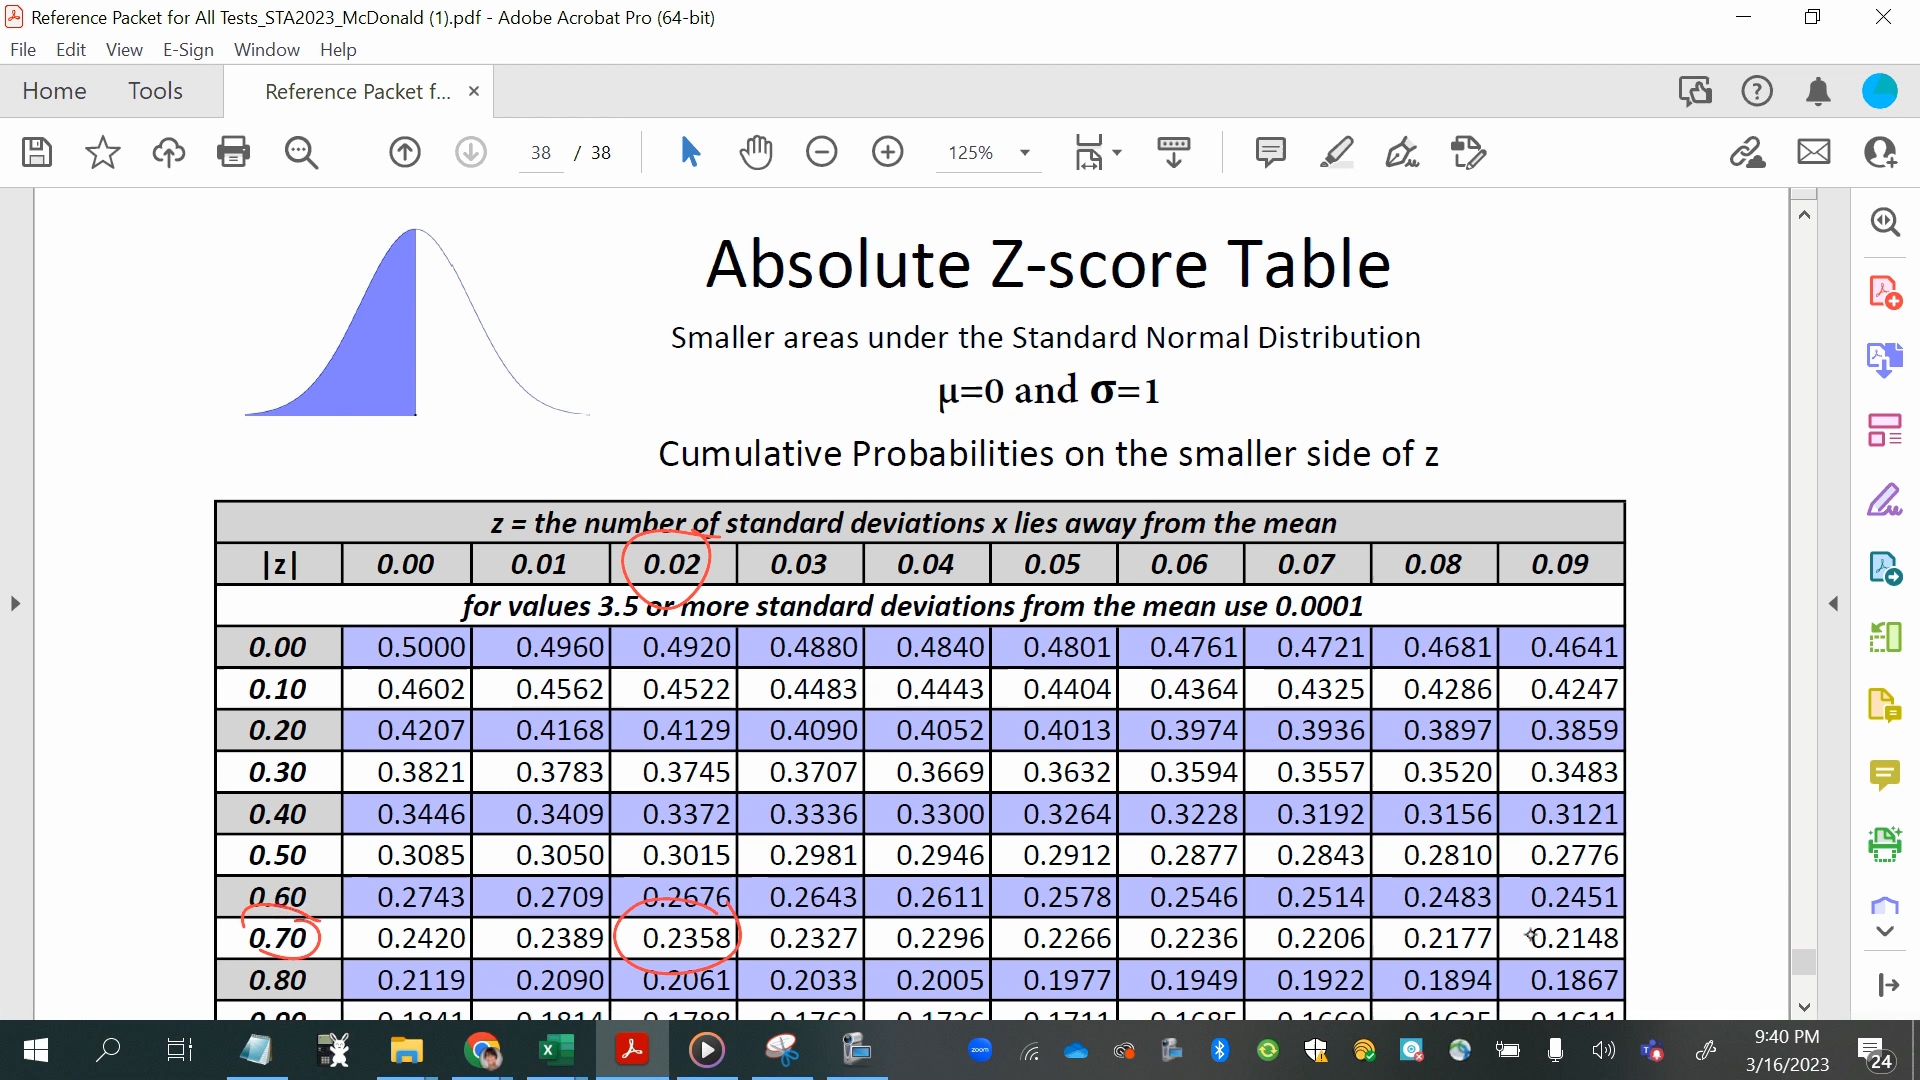 Reference Packet for All Tests_STA2023_McDonald (1).pdf - Adobe Acrobat Pro (64-bit)
File Edit View E-Sign Window Help
Home Tools Reference Packet f... ×
38 / 38 125%
Absolute Z-score Table
Smaller areas under the Standard Normal Distribution
μ=0 and σ=1
Cumulative Probabilities on the smaller side of z
z = the number of standard deviations x lies away from the mean
|z| 0.00 0.01 0.02 0.03 0.04 0.05 0.06 0.07 0.08 0.09
for values 3.5 or more standard deviations from the mean use 0.0001
0.00 0.5000 0.4960 0.4920 0.4880 0.4840 0.4801 0.4761 0.4721 0.4681 0.4641
0.10 0.4602 0.4562 0.4522 0.4483 0.4443 0.4404 0.4364 0.4325 0.4286 0.4247
0.20 0.4207 0.4168 0.4129 0.4090 0.4052 0.4013 0.3974 0.3936 0.3897 0.3859
0.30 0.3821 0.3783 0.3745 0.3707 0.3669 0.3632 0.3594 0.3557 0.3520 0.3483
0.40 0.3446 0.3409 0.3372 0.3336 0.3300 0.3264 0.3228 0.3192 0.3156 0.3121
0.50 0.3085 0.3050 0.3015 0.2981 0.2946 0.2912 0.2877 0.2843 0.2810 0.2776
0.60 0.2743 0.2709 0.2676 0.2643 0.2611 0.2578 0.2546 0.2514 0.2483 0.2451
0.70 0.2420 0.2389 0.2358 0.2327 0.2296 0.2266 0.2236 0.2206 0.2177 0.2148
0.80 0.2119 0.2090 0.2061 0.2033 0.2005 0.1977 0.1949 0.1922 0.1894 0.1867
zoom
9:40 PM
3/16/2023
24